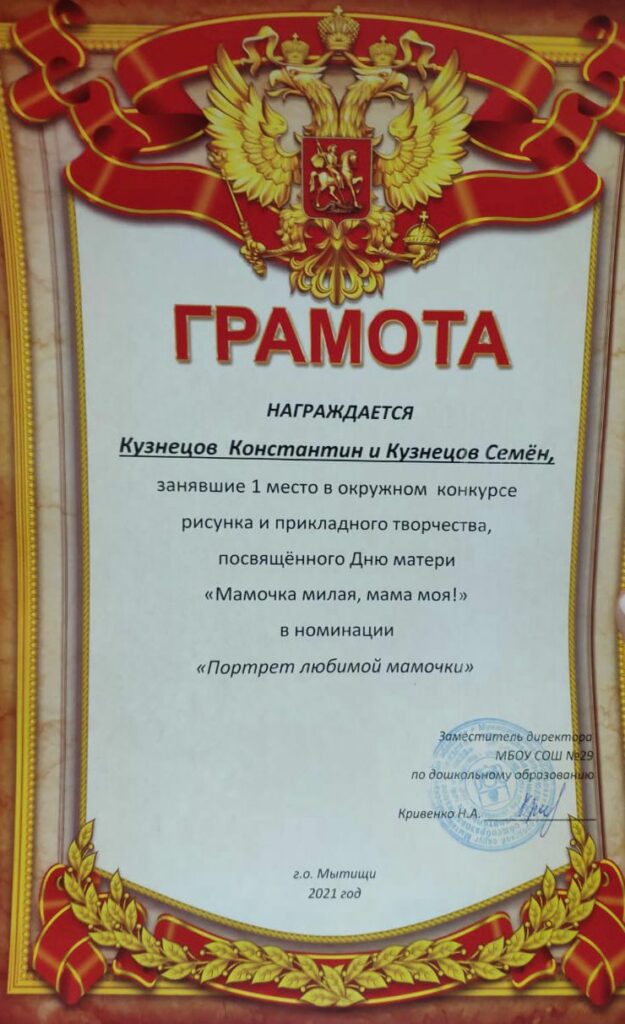 ГРАМОТА
НАГРАЖДАЕТСЯ
Кузнецов Константин и Кузнецов Семён,
занявшие 1 место в окружном конкурсе
рисунка и прикладного творчества,
посвящённого Дню матери
«Мамочка милая, мама моя!»
в номинации
«Портрет любимой мамочки»
Заместитель директора
МБОУ СОШ №29
по дошкольному образованию
Кривенко Н.А.
г.о. Мытищи
2021 год